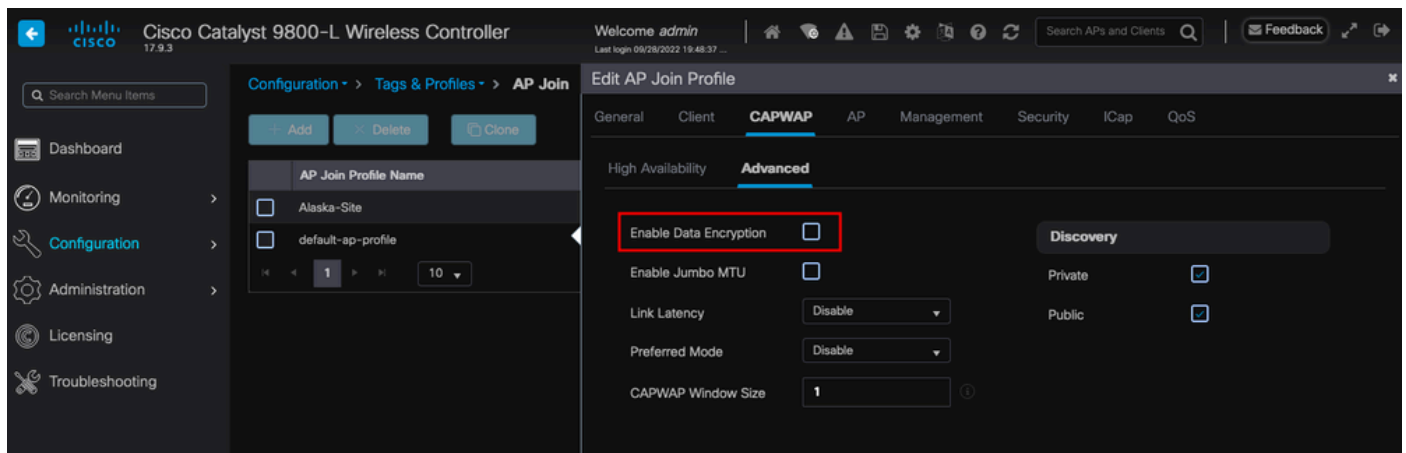 CISCO
Cisco Catalyst 9800-L Wireless Controller
17.9.3
Welcome admin
Last login 09/28/2022 19:48:37 ...
Search APs and Clients
Feedback
Search Menu Items
Dashboard
Monitoring
Configuration
Administration
Licensing
Troubleshooting
Configuration > Tags & Profiles > AP Join
+ Add
× Delete
Clone
AP Join Profile Name
Alaska-Site
default-ap-profile
1
10
Edit AP Join Profile
General Client CAPWAP AP Management Security ICap QoS
High Availability Advanced
Enable Data Encryption
Enable Jumbo MTU
Link Latency Disable
Preferred Mode Disable
CAPWAP Window Size 1
Discovery
Private
Public